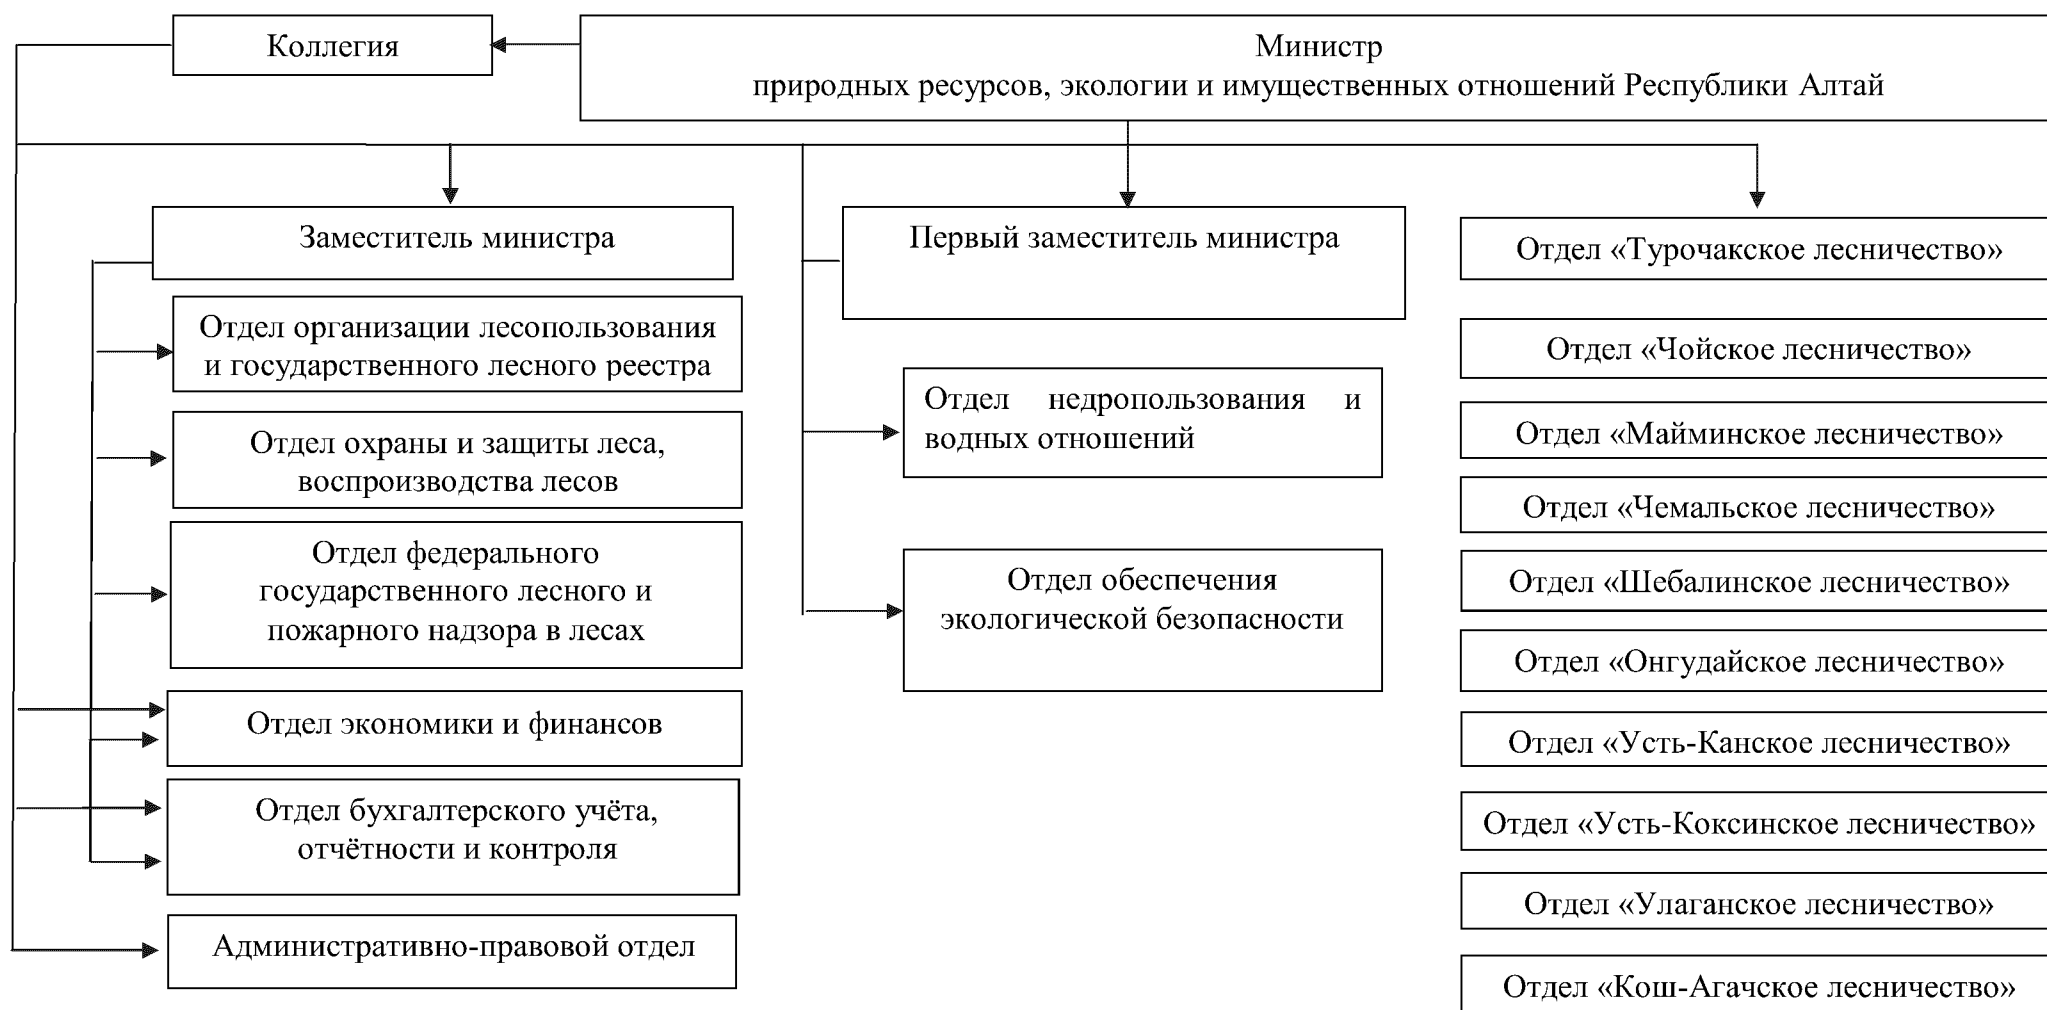 Коллегия
Министр
природных ресурсов, экологии и имущественных отношений Республики Алтай
Заместитель министра
Отдел организации лесопользования
и государственного лесного реестра
Отдел охраны и защиты леса,
воспроизводства лесов
Отдел федерального
государственного лесного и
пожарного надзора в лесах
Отдел экономики и финансов
Отдел бухгалтерского учёта,
отчётности и контроля
Административно-правовой отдел
Первый заместитель министра
Отдел недропользования и
водных отношений
Отдел обеспечения
экологической безопасности
Отдел «Турочакское лесничество»
Отдел «Чойское лесничество»
Отдел «Майминское лесничество»
Отдел «Чемальское лесничество»
Отдел «Шебалинское лесничество»
Отдел «Онгудайское лесничество»
Отдел «Усть-Канское лесничество»
Отдел «Усть-Коксинское лесничество»
Отдел «Улаганское лесничество»
Отдел «Кош-Агачское лесничество»